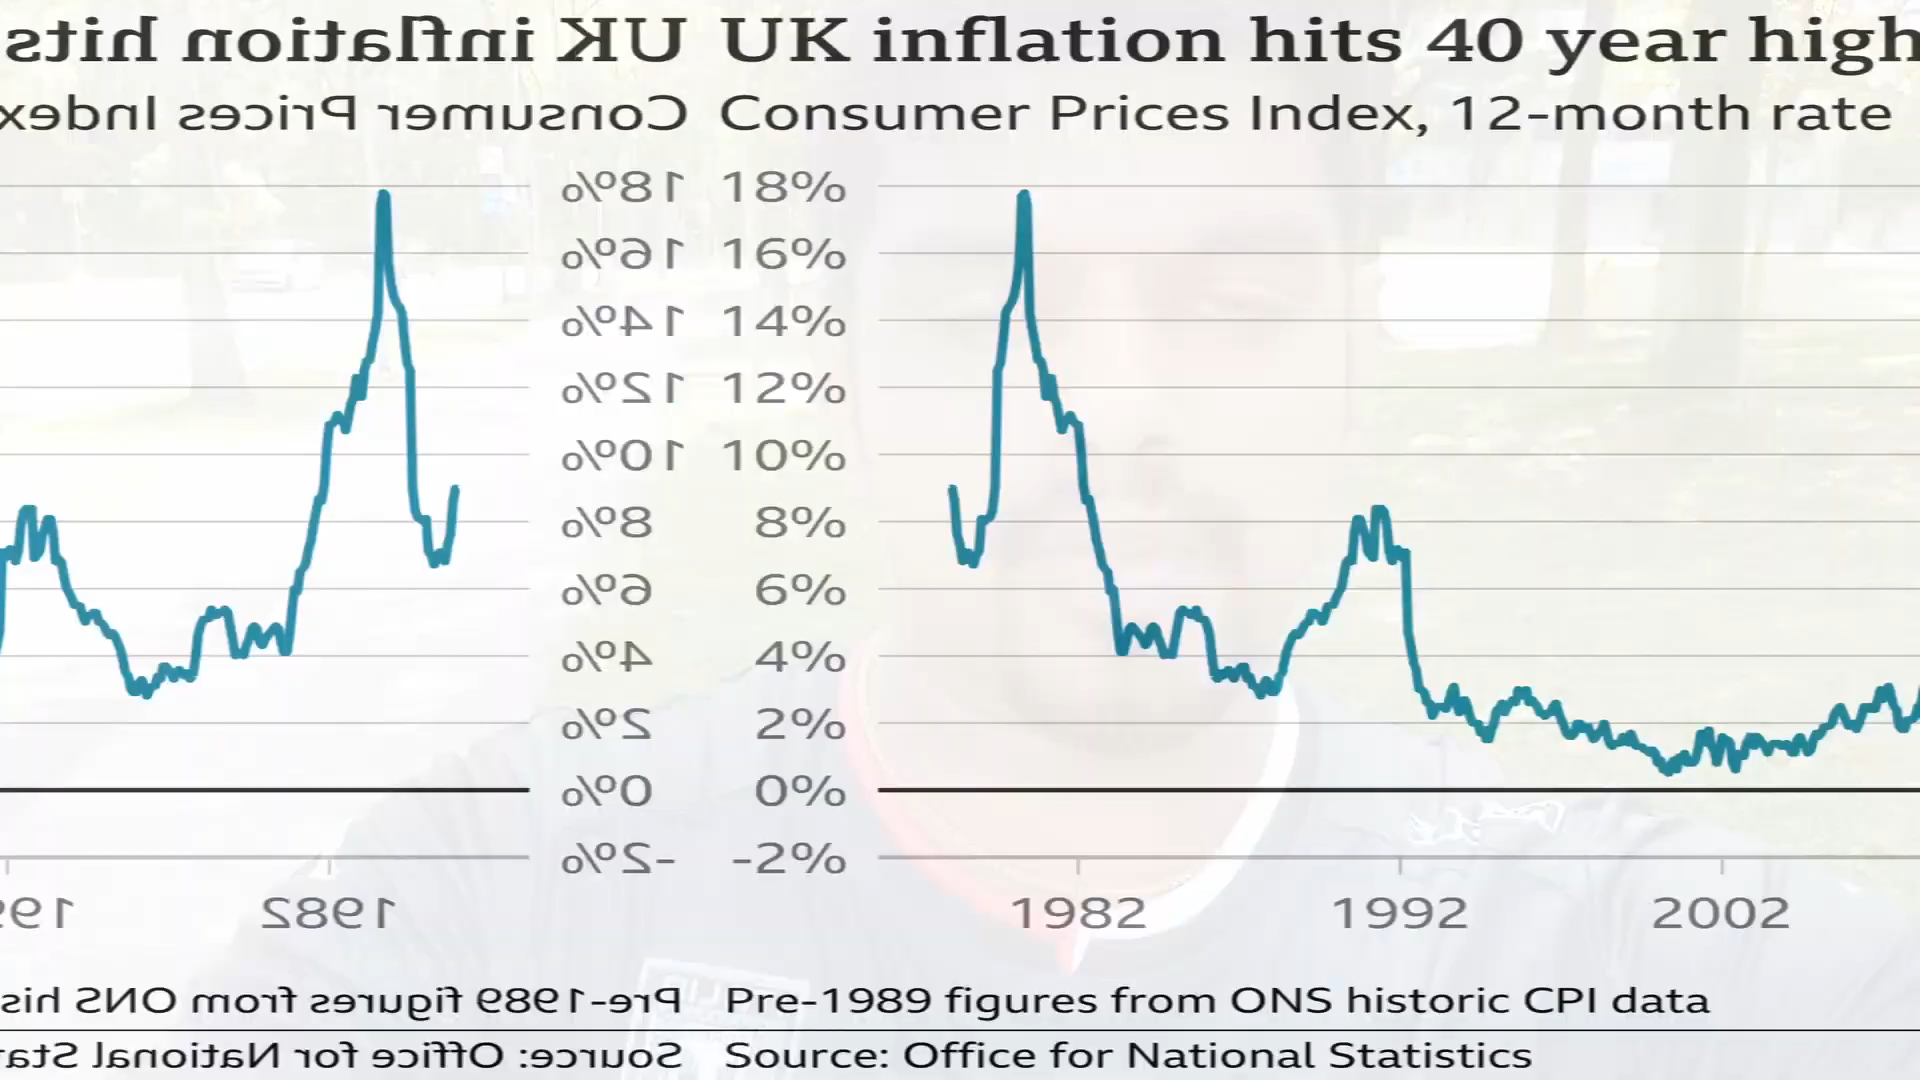 UK inflation hits 40 year high
Consumer Prices Index, 12-month rate
18%
16%
14%
12%
10%
8%
6%
4%
2%
0%
-2%
1982 1992 2002
Pre-1989 figures from ONS historic CPI data
Source: Office for National Statistics